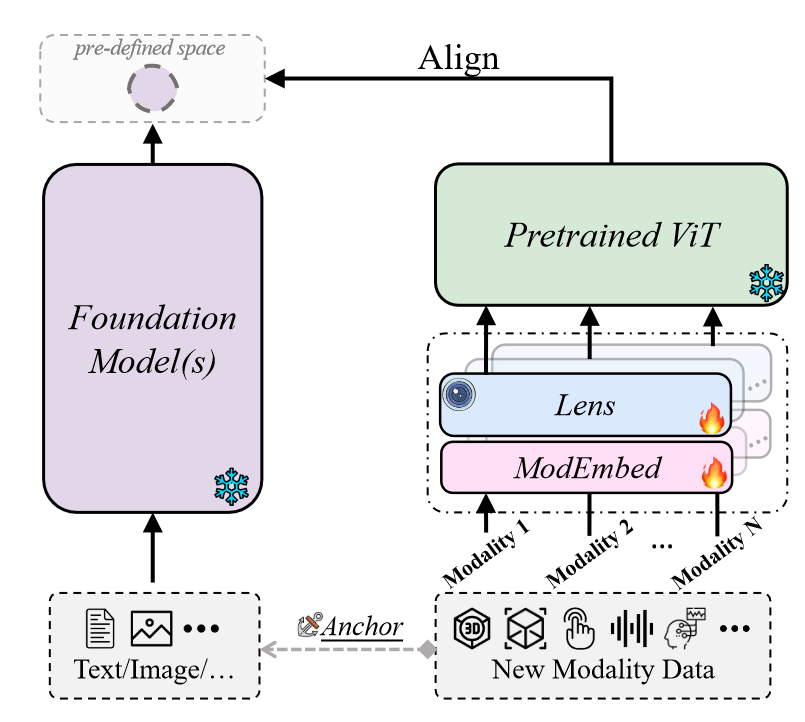 pre-defined space
Align
Foundation
Model(s)
Pretrained ViT
Lens
...
...
ModEmbed
Modality 1
Modality 2
...
Modality N
3D
Anchor
Text/Image/...
New Modality Data